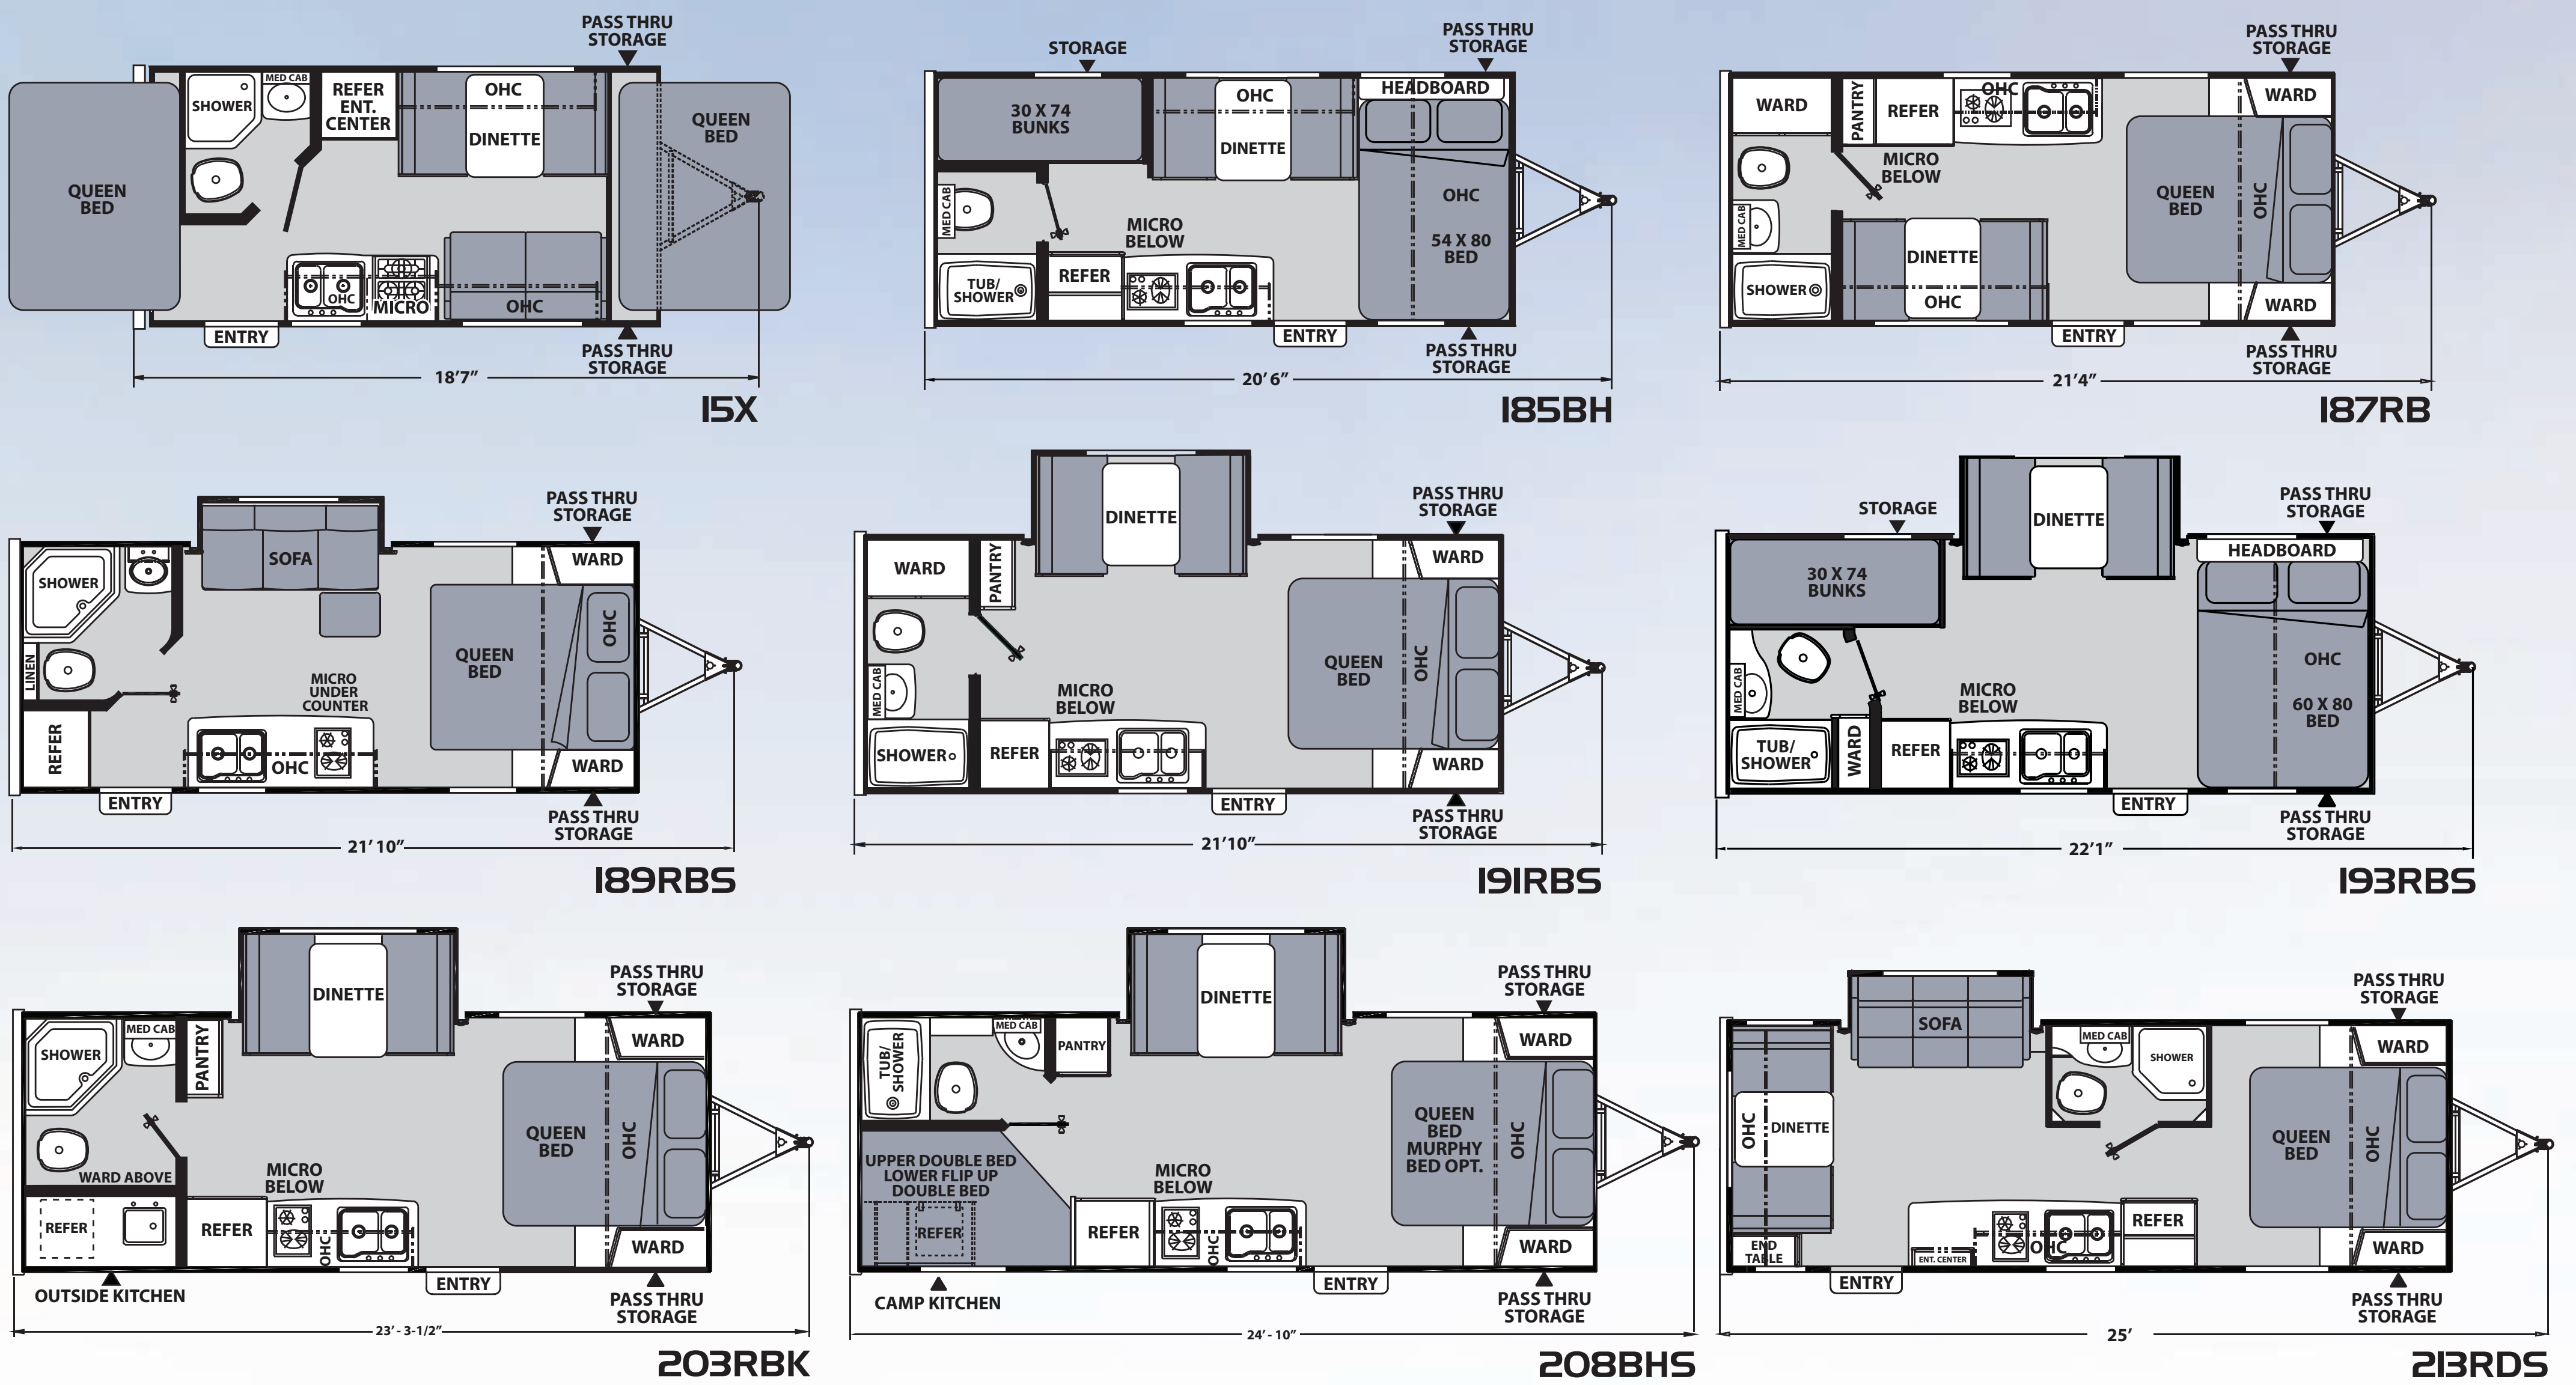 PASS THRU
STORAGE
MED CAB
SHOWER
REFER
ENT.
CENTER
OHC
DINETTE
QUEEN
BED
QUEEN
BED
OHC
MICRO
OHC
ENTRY
PASS THRU
STORAGE
18'7"
15X
STORAGE
PASS THRU
STORAGE
30 X 74
BUNKS
OHC
DINETTE
HEADBOARD
MED CAB
OHC
MICRO
BELOW
54 X 80
BED
TUB/
SHOWER
REFER
ENTRY
PASS THRU
STORAGE
20' 6"
185BH
PASS THRU
STORAGE
WARD
PANTRY
REFER
OHC
WARD
MICRO
BELOW
QUEEN
BED
OHC
MED CAB
DINETTE
SHOWER
OHC
WARD
ENTRY
PASS THRU
STORAGE
21'4"
187RB
PASS THRU
STORAGE
SHOWER
SOFA
WARD
OHC
QUEEN
BED
LINEN
MICRO
UNDER
COUNTER
REFER
OHC
WARD
ENTRY
PASS THRU
STORAGE
21' 10"
189RBS
DINETTE
PASS THRU
STORAGE
WARD
PANTRY
WARD
QUEEN
BED
OHC
MED CAB
MICRO
BELOW
SHOWER
REFER
WARD
ENTRY
PASS THRU
STORAGE
21'10"
191RBS
STORAGE
DINETTE
PASS THRU
STORAGE
HEADBOARD
30 X 74
BUNKS
OHC
MED CAB
MICRO
BELOW
60 X 80
BED
TUB/
SHOWER
WARD
REFER
ENTRY
PASS THRU
STORAGE
22'1"
193RBS
DINETTE
PASS THRU
STORAGE
SHOWER
MED CAB
PANTRY
WARD
QUEEN
BED
OHC
WARD ABOVE
MICRO
BELOW
REFER
REFER
OHC
WARD
ENTRY
OUTSIDE KITCHEN
PASS THRU
STORAGE
23' - 3-1/2"
203RBK
DINETTE
PASS THRU
STORAGE
TUB/
SHOWER
MED CAB
PANTRY
WARD
QUEEN
BED
MURPHY
BED OPT.
OHC
UPPER DOUBLE BED
LOWER FLIP UP
DOUBLE BED
MICRO
BELOW
REFER
REFER
OHC
WARD
ENTRY
CAMP KITCHEN
PASS THRU
STORAGE
24' - 10"
208BHS
PASS THRU
STORAGE
SOFA
MED CAB
SHOWER
WARD
OHC
DINETTE
QUEEN
BED
OHC
REFER
END
TABLE
ENT. CENTER
OHC
WARD
ENTRY
PASS THRU
STORAGE
25'
213RDS